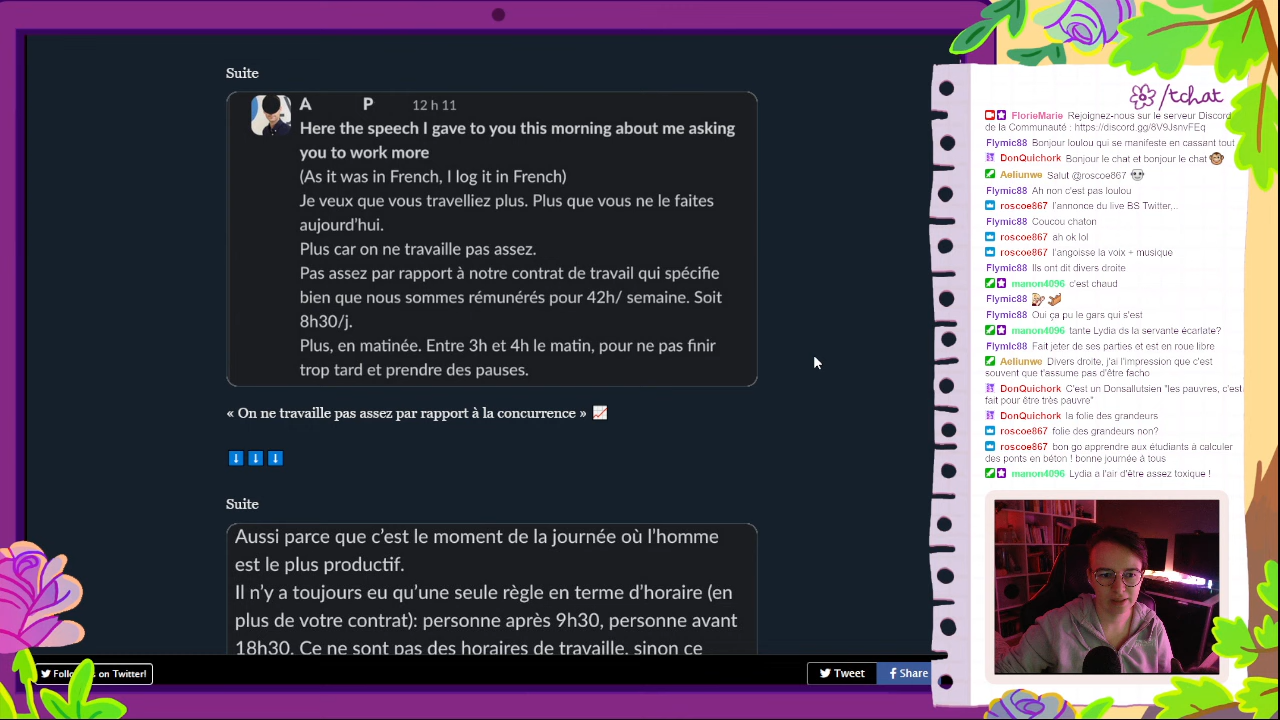 Suite
A P 12 h 11
Here the speech I gave to you this morning about me asking
you to work more
(As it was in French, I log it in French)
Je veux que vous travelliez plus. Plus que vous ne le faites
aujourd'hui.
Plus car on ne travaille pas assez.
Pas assez par rapport à notre contrat de travail qui spécifie
bien que nous sommes rémunérés pour 42h/ semaine. Soit
8h30/j.
Plus, en matinée. Entre 3h et 4h le matin, pour ne pas finir
trop tard et prendre des pauses.
« On ne travaille pas assez par rapport à la concurrence » 📈
⬇️ ⬇️ ⬇️
Suite
Aussi parce que c'est le moment de la journée où l'homme
est le plus productif.
Il n'y a toujours eu qu'une seule règle en terme d'horaire (en
plus de votre contrat): personne après 9h30, personne avant
18h30. Ce ne sont pas des horaires de travaille, sinon ce
on Twitter!
Tweet
Share
/tchat
FlorieMarie Rejoignez-nous sur le serveur Discord
de la Communauté : https://discord.gg/8V9JsnvFEq
Flymic88 Bonjour loulou qui se manifeste en cassant tout
DonQuichork Bonjour le chat et bonjour le chat
Aeliunwe Salut @roscoe867
Flymic88 Ah non c'est pas loulou
roscoe867 l'annonce du live BS Twitter...
Flymic88 Coucou chaton
roscoe867 ah ok lol
roscoe867 l'angoisse la voix + musique
Flymic88 Ils ont dit divers droite
manon4096 c'est chaud
Flymic88
Flymic88 Oui ça pu le gars qui s'est
manon4096 tante Lydia ds la servante écarlate?
Flymic88 Fait jeter de ses parties et est en roue libre
Aeliunwe Divers droite, j'ai l'impression que c'est
souvent que t'assume pas d'être facho
DonQuichork C'est un Donsallutsien "les pauvres, c'est
fait pour être très pauvre"
DonQuichork la folie des grandeurs
roscoe867 folie des grandeurs non?
roscoe867 bon go apprendre aux étudiants à calculer
des ponts en béton ! bonne journée à tous
manon4096 Lydia a l'air d'être assez toxique !